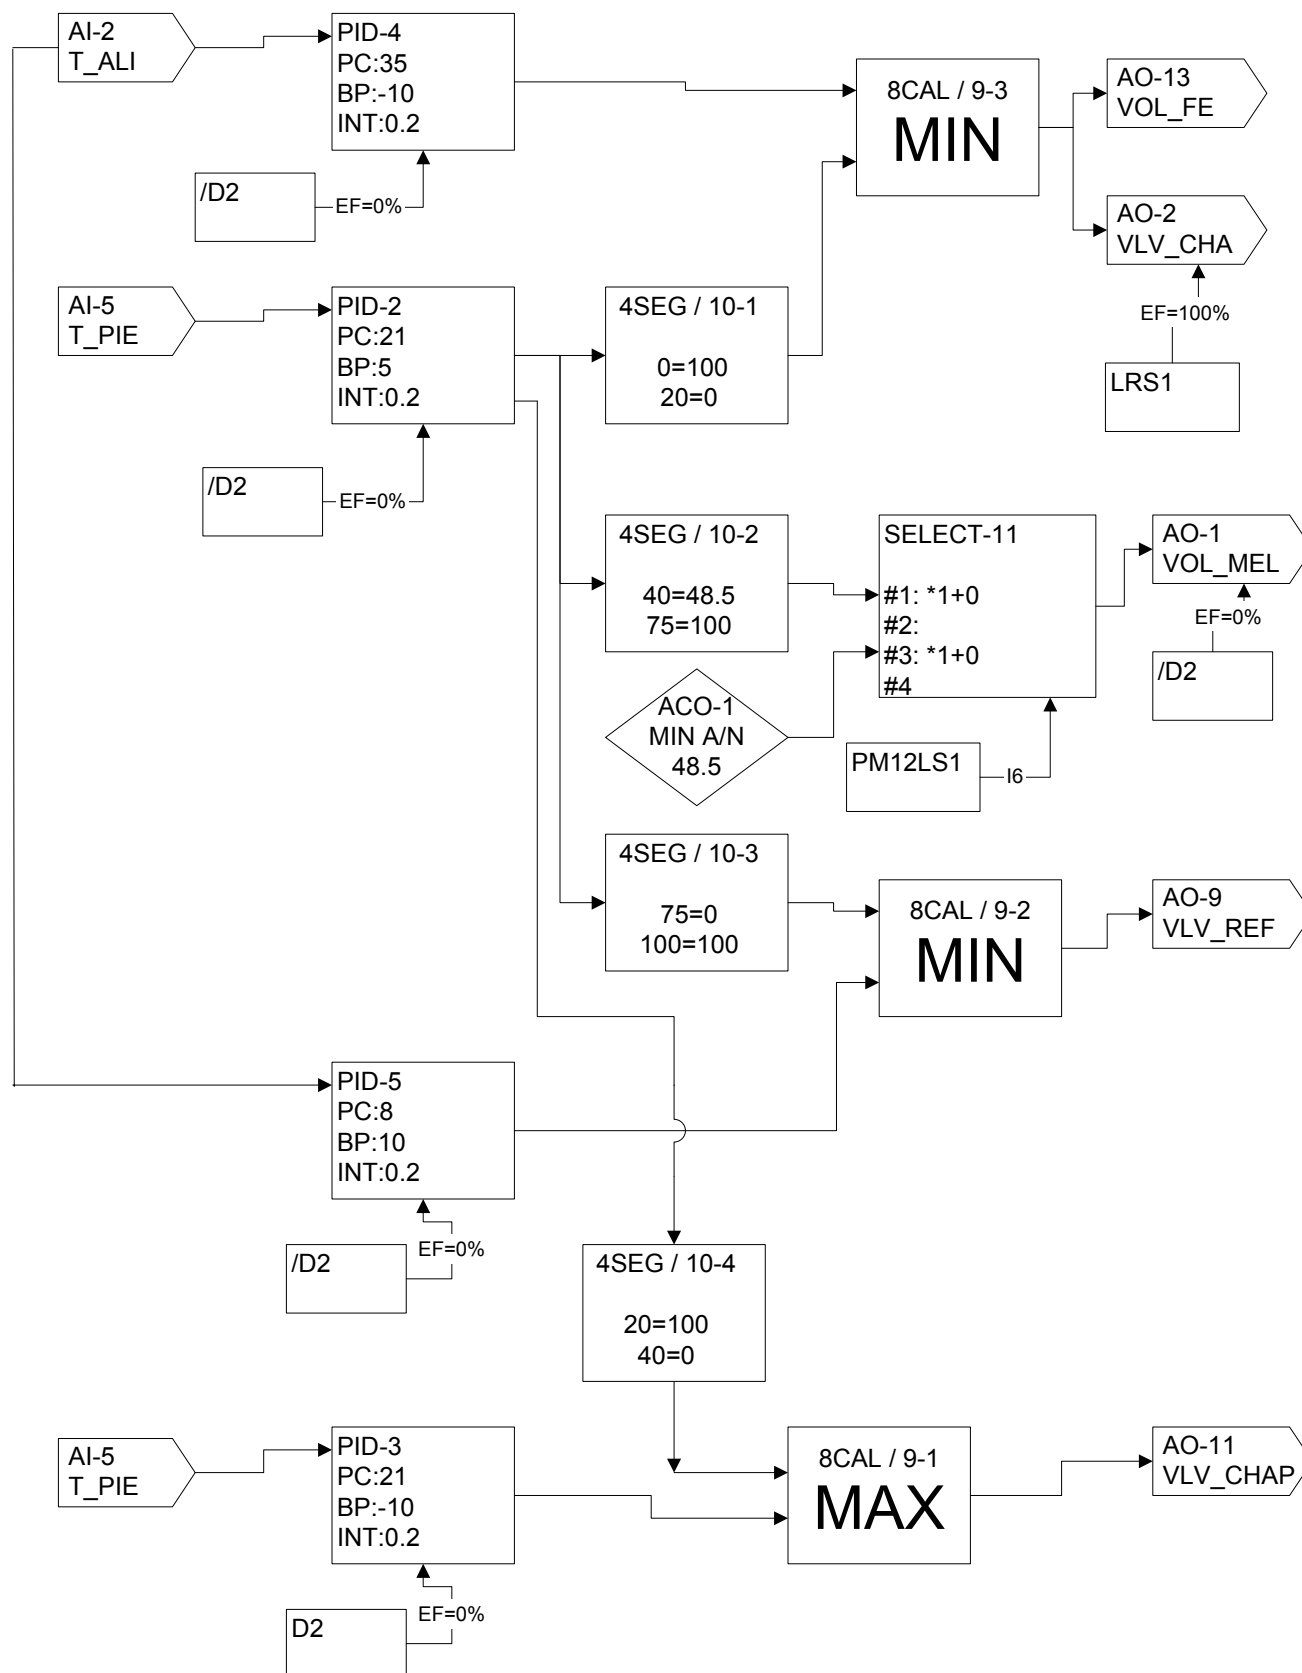 AI-2
T_ALI
PID-4
PC:35
BP:-10
INT:0.2
8CAL / 9-3
MIN
AO-13
VOL_FE
/D2
EF=0%
AO-2
VLV_CHA
EF=100%
LRS1
AI-5
T_PIE
PID-2
PC:21
BP:5
INT:0.2
4SEG / 10-1
0=100
20=0
/D2
EF=0%
4SEG / 10-2
40=48.5
75=100
SELECT-11
#1: *1+0
#2:
#3: *1+0
#4
AO-1
VOL_MEL
EF=0%
/D2
ACO-1
MIN A/N
48.5
PM12LS1
I6
4SEG / 10-3
75=0
100=100
8CAL / 9-2
MIN
AO-9
VLV_REF
PID-5
PC:8
BP:10
INT:0.2
/D2
EF=0%
4SEG / 10-4
20=100
40=0
AI-5
T_PIE
PID-3
PC:21
BP:-10
INT:0.2
8CAL / 9-1
MAX
AO-11
VLV_CHAP
D2
EF=0%